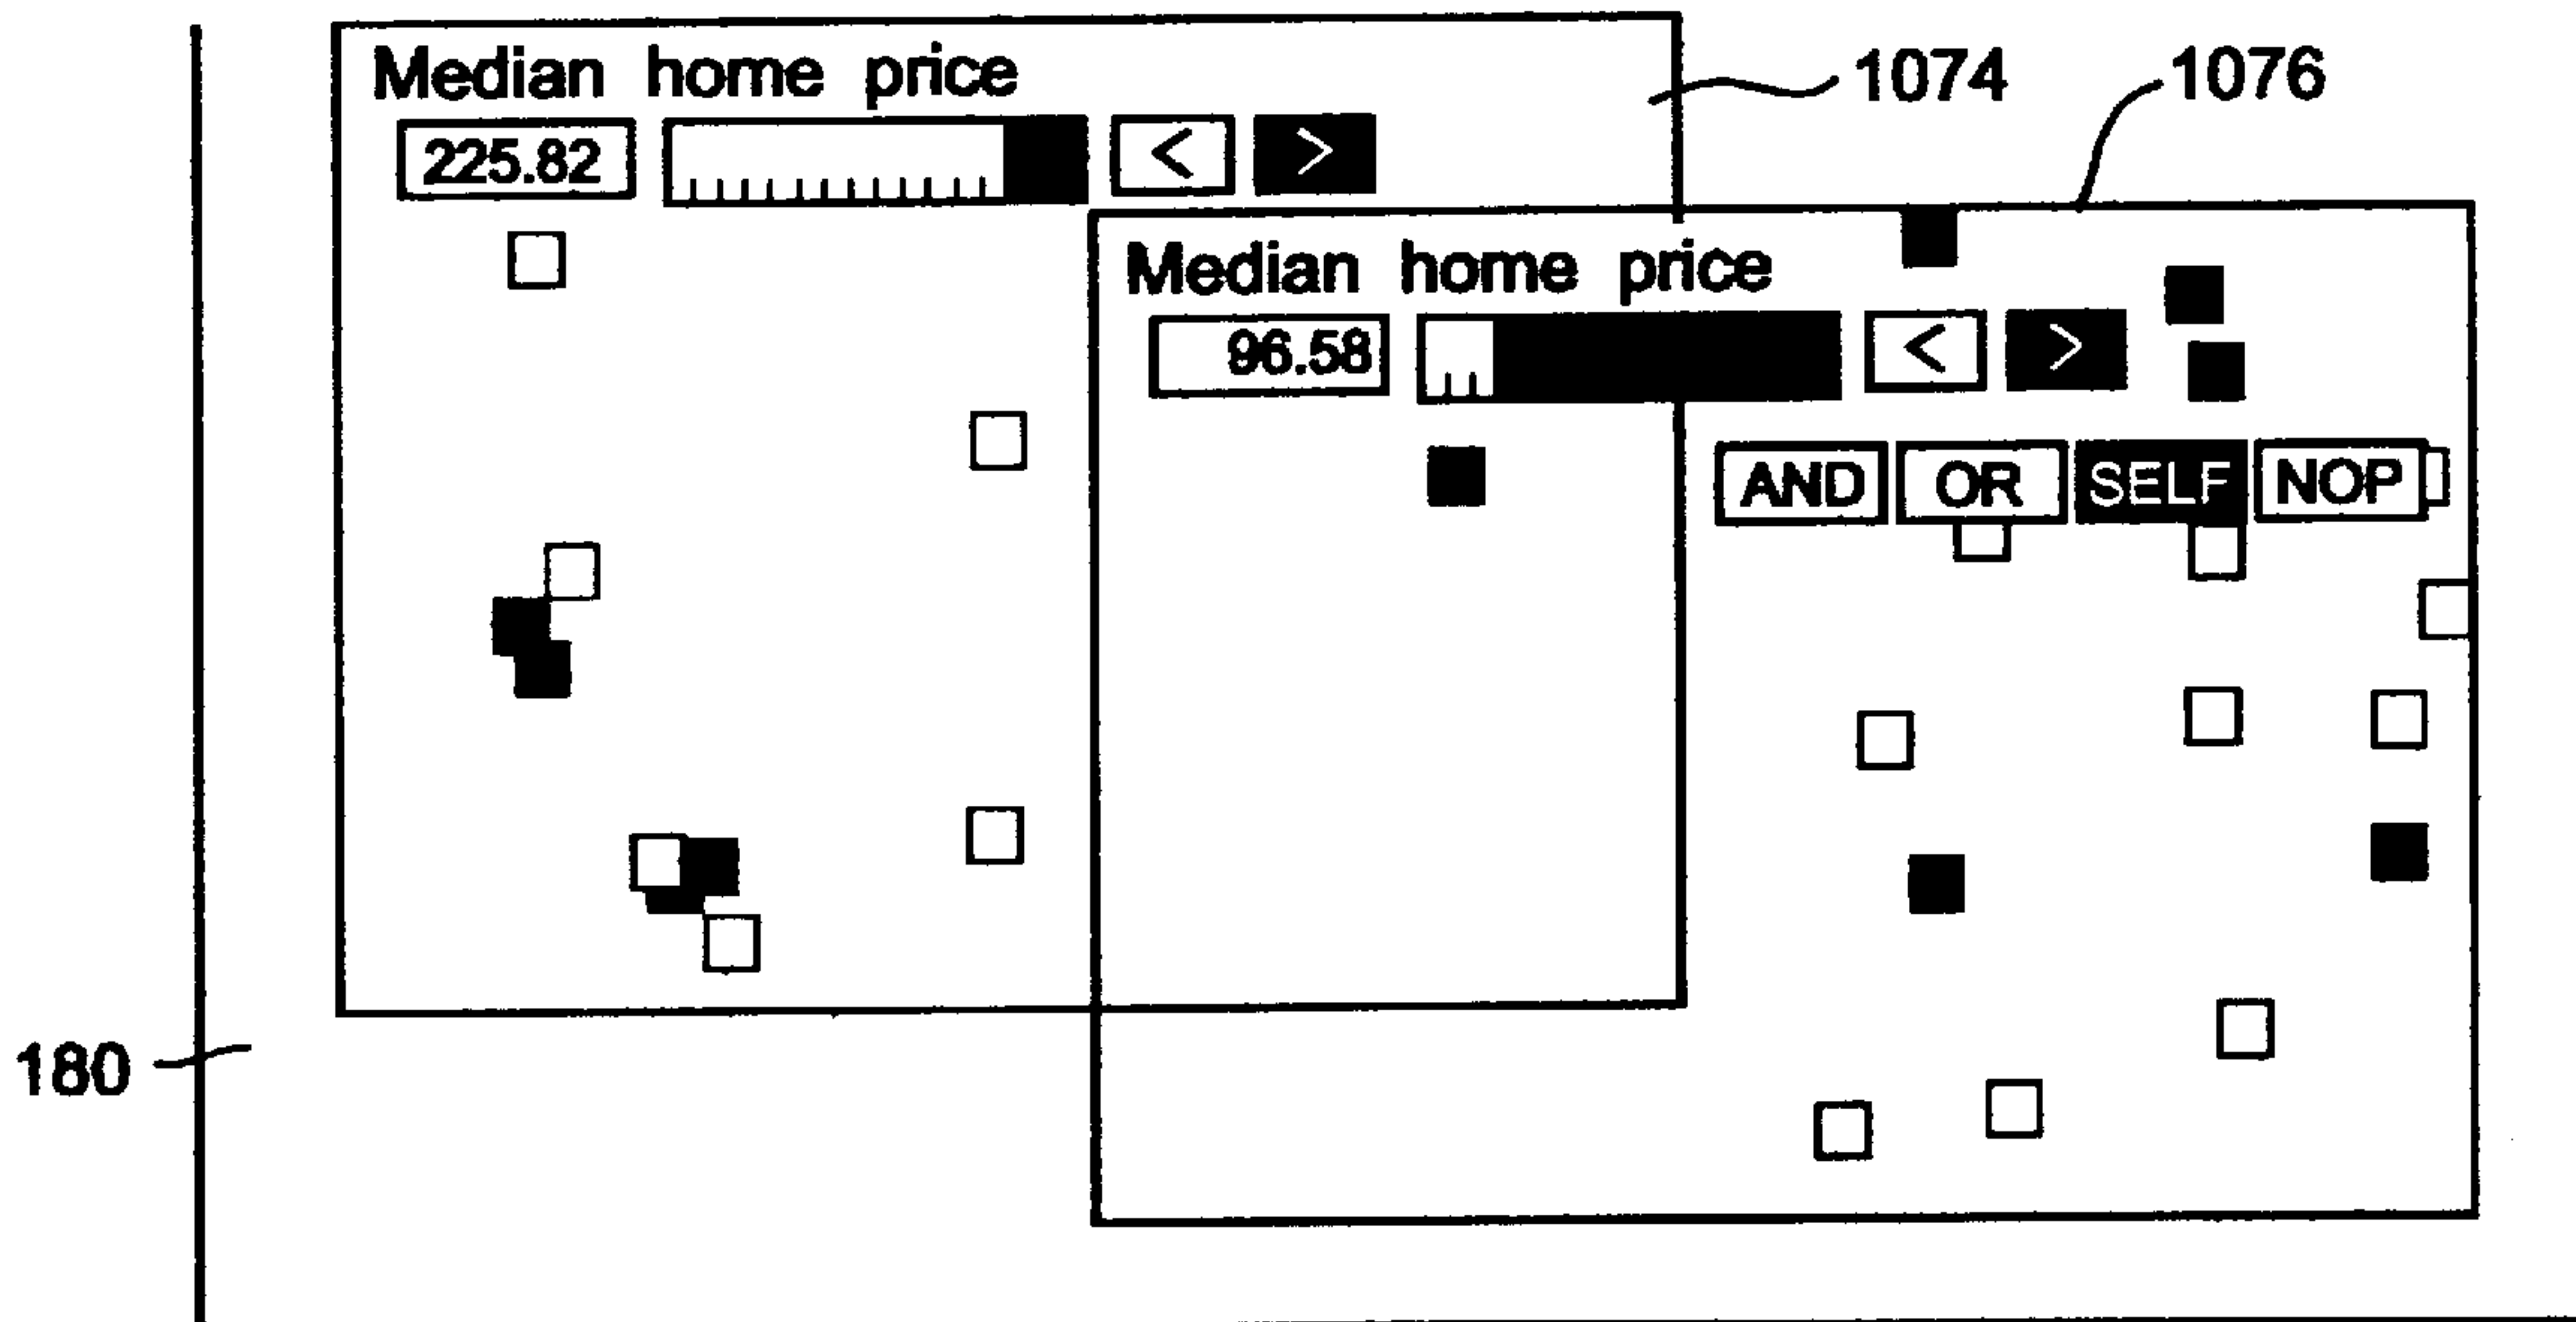 Median home price
1074
1076
225.82 < >
Median home price
96.58 < >
AND OR SELF NOP
180